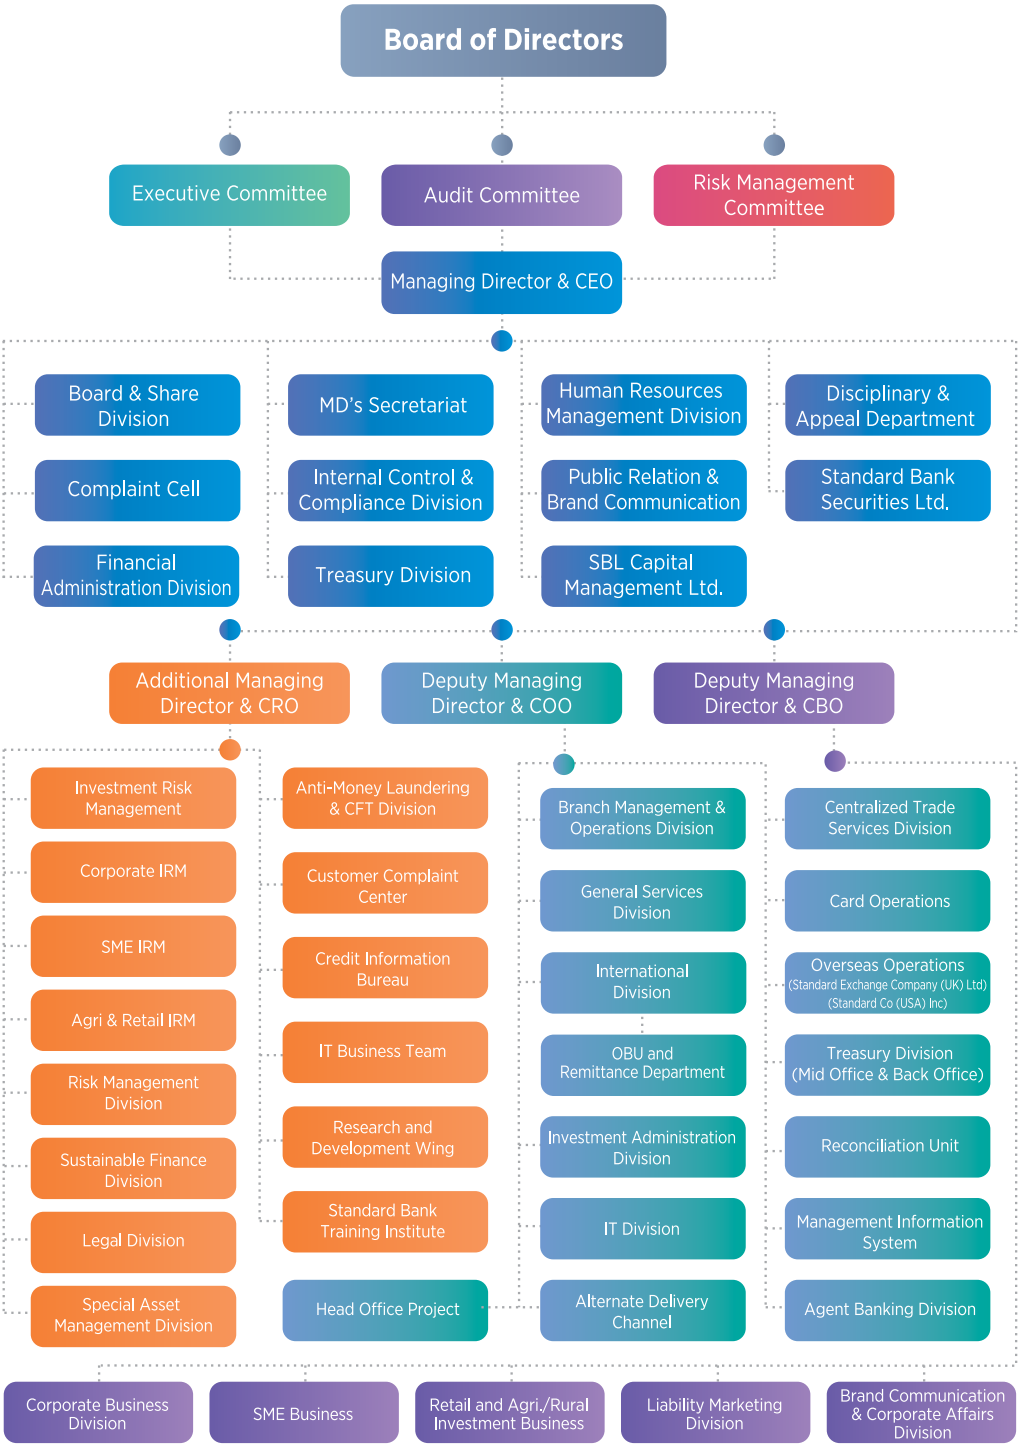 Board of Directors
Executive Committee
Audit Committee
Risk Management
Committee
Managing Director & CEO
Board & Share
Division
MD's Secretariat
Human Resources
Management Division
Disciplinary &
Appeal Department
Complaint Cell
Internal Control &
Compliance Division
Public Relation &
Brand Communication
Standard Bank
Securities Ltd.
Financial
Administration Division
Treasury Division
SBL Capital
Management Ltd.
Additional Managing
Director & CRO
Deputy Managing
Director & COO
Deputy Managing
Director & CBO
Investment Risk
Management
Corporate IRM
SME IRM
Agri & Retail IRM
Risk Management
Division
Sustainable Finance
Division
Legal Division
Special Asset
Management Division
Anti-Money Laundering
& CFT Division
Customer Complaint
Center
Credit Information
Bureau
IT Business Team
Research and
Development Wing
Standard Bank
Training Institute
Head Office Project
Branch Management &
Operations Division
General Services
Division
International
Division
OBU and
Remittance Department
Investment Administration
Division
IT Division
Alternate Delivery
Channel
Centralized Trade
Services Division
Card Operations
Overseas Operations
(Standard Exchange Company (UK) Ltd)
(Standard Co (USA) Inc)
Treasury Division
(Mid Office & Back Office)
Reconciliation Unit
Management Information
System
Agent Banking Division
Corporate Business
Division
SME Business
Retail and Agri./Rural
Investment Business
Liability Marketing
Division
Brand Communication
& Corporate Affairs
Division